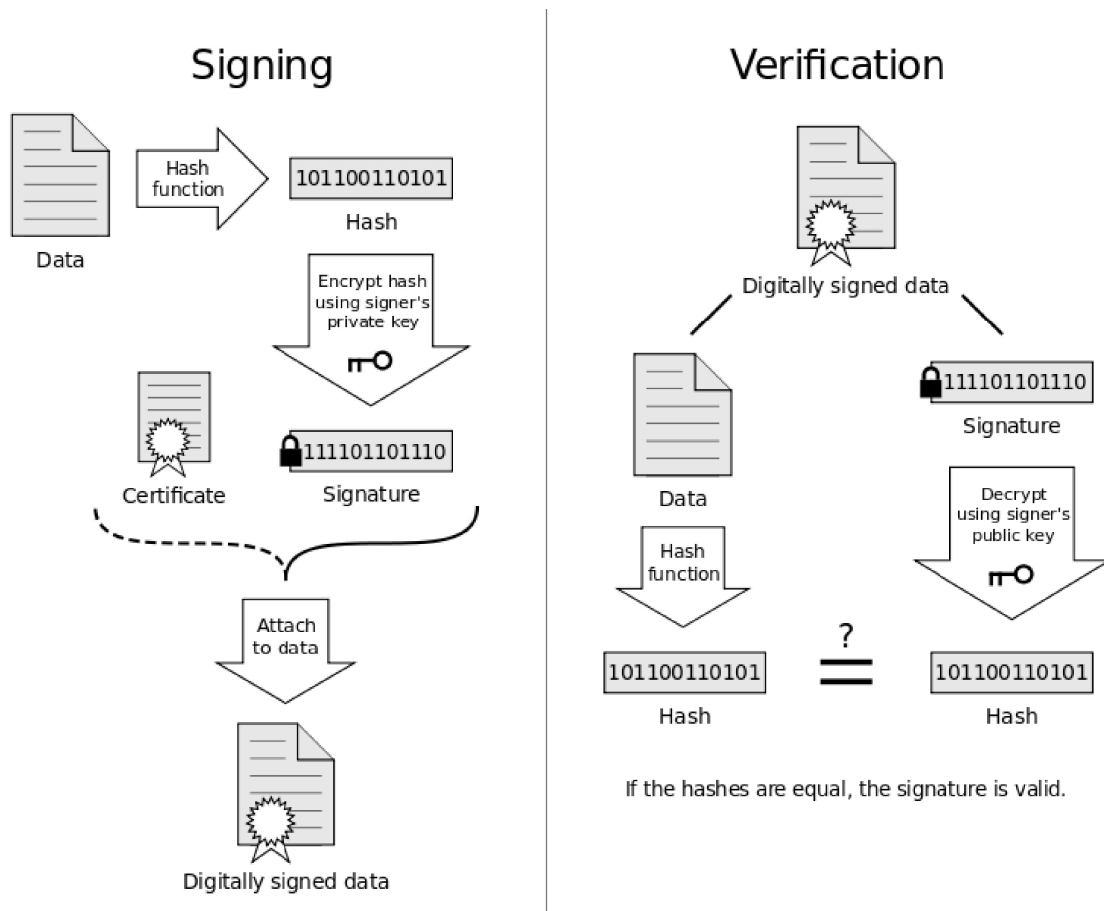 Signing
Hash
function
101100110101
Hash
Data
Encrypt hash
using signer's
private key
111101101110
Certificate
Signature
Attach
to data
Digitally signed data
Verification
Digitally signed data
111101101110
Signature
Data
Decrypt
using signer's
public key
Hash
function
?
101100110101
=
101100110101
Hash
Hash
If the hashes are equal, the signature is valid.